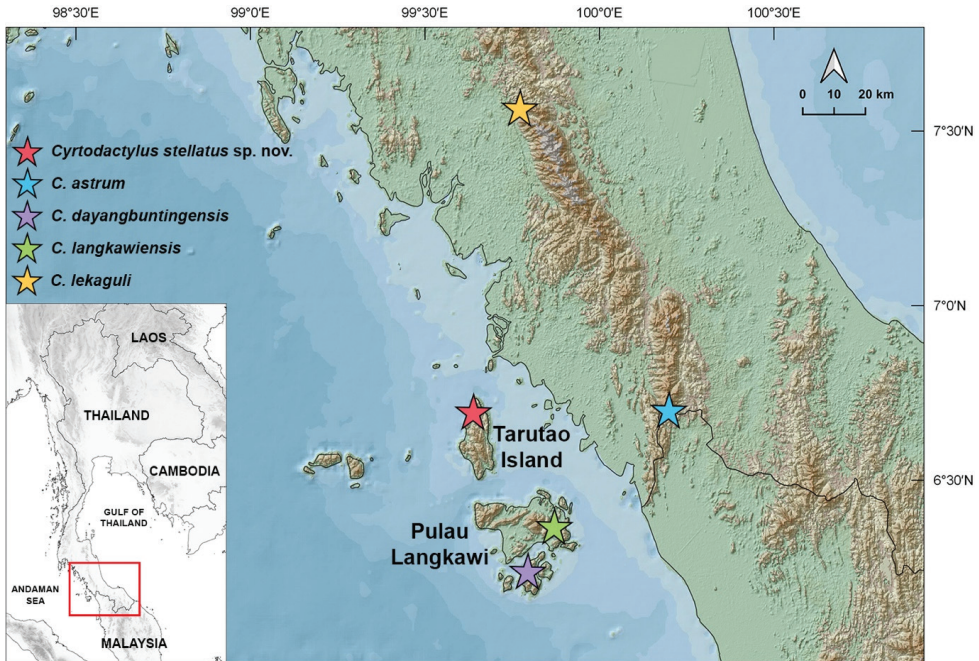 98°30'E
99°0'E
99°30'E
100°0'E
100°30'E
0 10 20 km
7°30'N
7°0'N
6°30'N
Cyrtodactylus stellatus sp. nov.
C. astrum
C. dayangbuntingensis
C. langkawiensis
C. lekaguli
Tarutao
Island
Pulau
Langkawi
LAOS
THAILAND
CAMBODIA
GULF OF
THAILAND
ANDAMAN
SEA
MALAYSIA